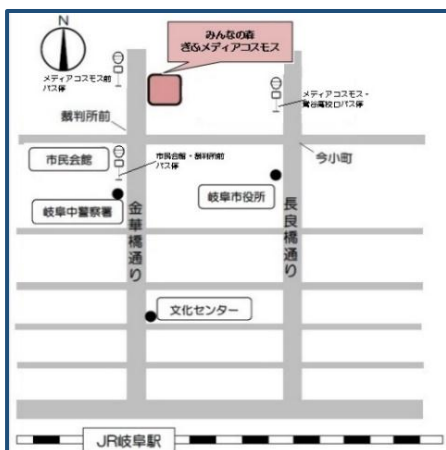 N
みんなの森
ぎふメディアコスモス
メディアコスモス前
バス停
メディアコスモス・
鶯谷高校口バス停
裁判所前
市民会館
市民会館・裁判所前
バス停
今小町
岐阜中警察署
岐阜市役所
金華橋通り
長良橋通り
文化センター
JR岐阜駅